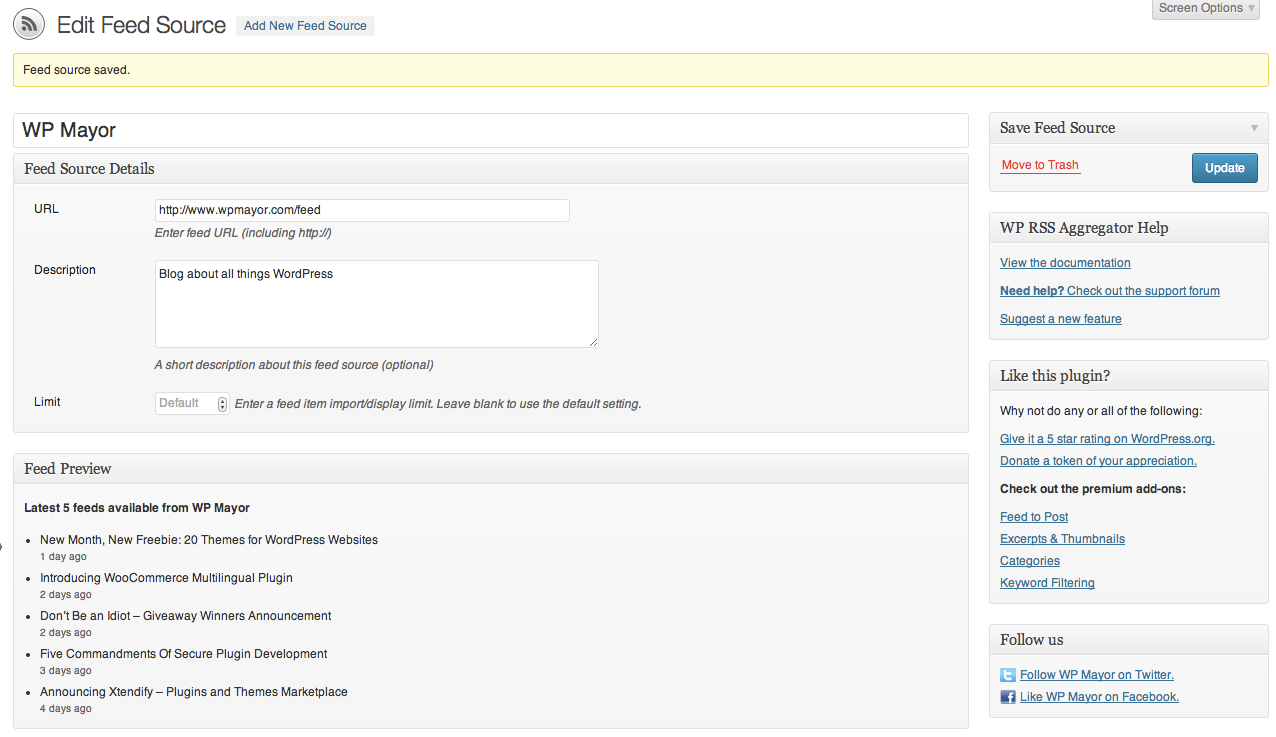 Screen Options
Edit Feed Source
Add New Feed Source
Feed source saved.
WP Mayor
Feed Source Details
URL
http://www.wpmayor.com/feed
Enter feed URL (including http://)
Description
Blog about all things WordPress
A short description about this feed source (optional)
Limit
Default
Enter a feed item import/display limit. Leave blank to use the default setting.
Feed Preview
Latest 5 feeds available from WP Mayor
New Month, New Freebie: 20 Themes for WordPress Websites
1 day ago
Introducing WooCommerce Multilingual Plugin
2 days ago
Don't Be an Idiot – Giveaway Winners Announcement
2 days ago
Five Commandments Of Secure Plugin Development
3 days ago
Announcing Xtendify – Plugins and Themes Marketplace
4 days ago
Save Feed Source
Move to Trash
Update
WP RSS Aggregator Help
View the documentation
Need help? Check out the support forum
Suggest a new feature
Like this plugin?
Why not do any or all of the following:
Give it a 5 star rating on WordPress.org.
Donate a token of your appreciation.
Check out the premium add-ons:
Feed to Post
Excerpts & Thumbnails
Categories
Keyword Filtering
Follow us
Follow WP Mayor on Twitter.
Like WP Mayor on Facebook.